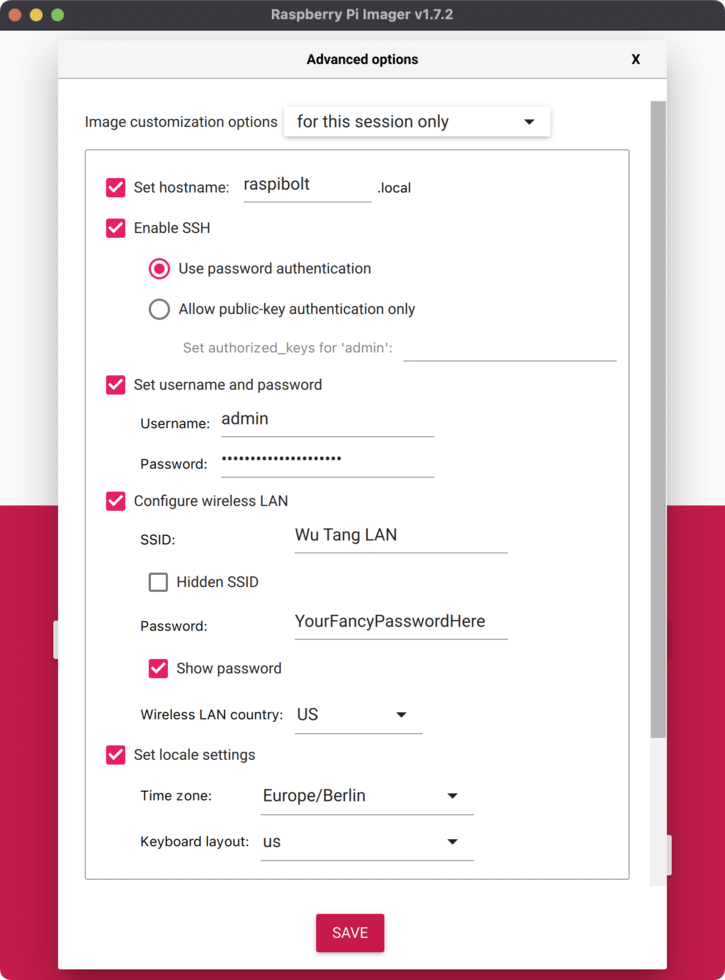 Raspberry Pi Imager v1.7.2
Advanced options X
Image customization options for this session only
Set hostname: raspibolt .local
Enable SSH
Use password authentication
Allow public-key authentication only
Set authorized_keys for 'admin':
Set username and password
Username: admin
Password: •••••••••••••••••••••
Configure wireless LAN
SSID: Wu Tang LAN
Hidden SSID
Password: YourFancyPasswordHere
Show password
Wireless LAN country: US
Set locale settings
Time zone: Europe/Berlin
Keyboard layout: us
SAVE